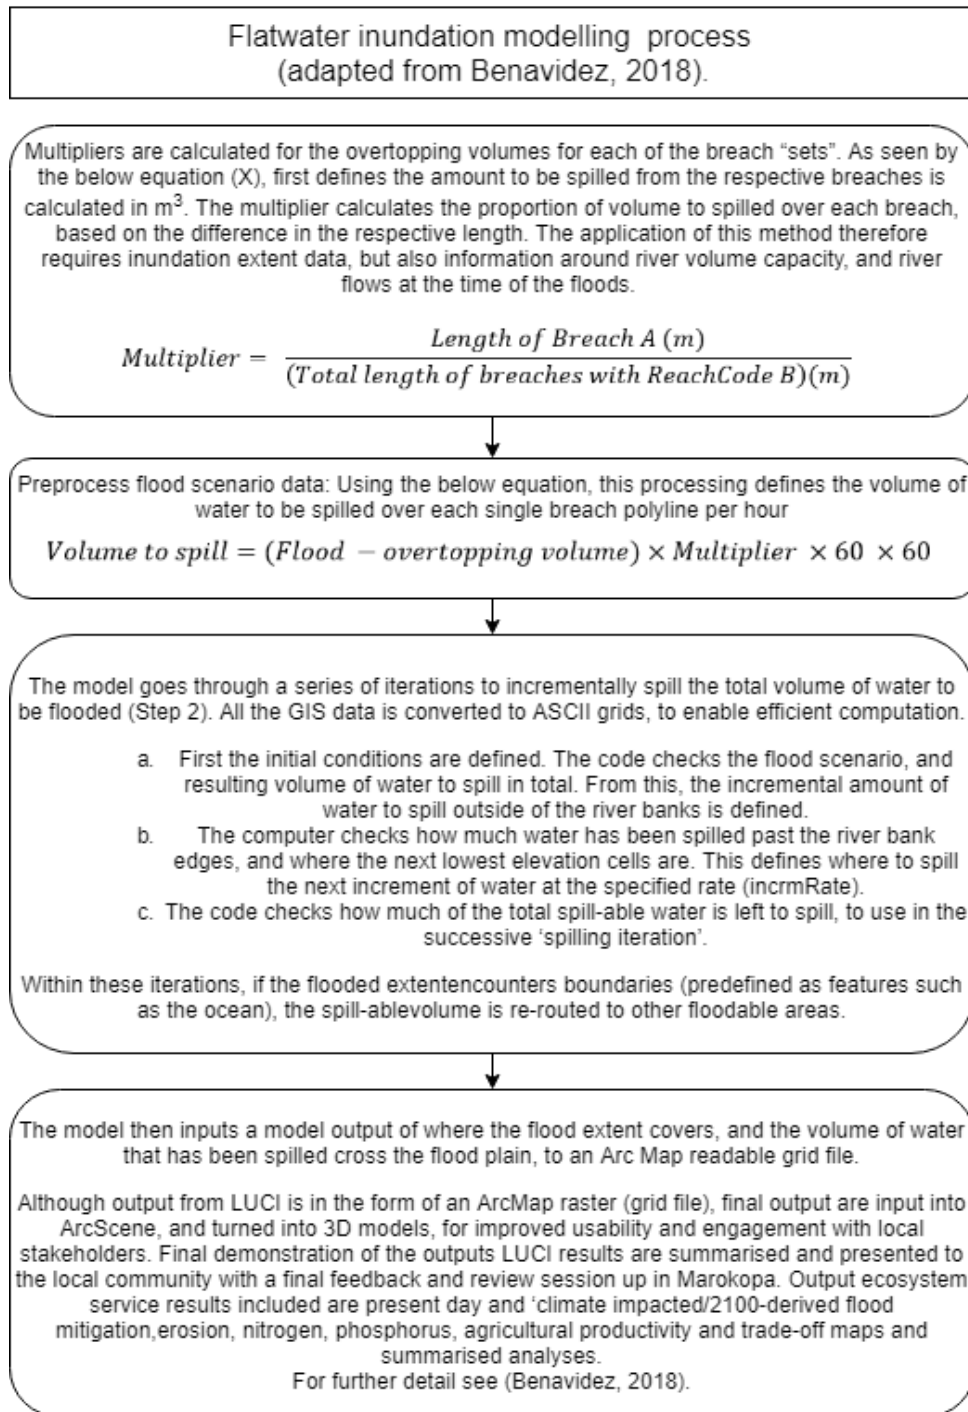 Flatwater inundation modelling process
(adapted from Benavidez, 2018).
Multipliers are calculated for the overtopping volumes for each of the breach “sets”. As seen by
the below equation (X), first defines the amount to be spilled from the respective breaches is
calculated in m³. The multiplier calculates the proportion of volume to spilled over each breach,
based on the difference in the respective length. The application of this method therefore
requires inundation extent data, but also information around river volume capacity, and river
flows at the time of the floods.
Multiplier = Length of Breach A (m)
(Total length of breaches with ReachCode B)(m)
Preprocess flood scenario data: Using the below equation, this processing defines the volume of
water to be spilled over each single breach polyline per hour
Volume to spill = (Flood − overtopping volume) × Multiplier × 60 × 60
The model goes through a series of iterations to incrementally spill the total volume of water to
be flooded (Step 2). All the GIS data is converted to ASCII grids, to enable efficient computation.
a. First the initial conditions are defined. The code checks the flood scenario, and
resulting volume of water to spill in total. From this, the incremental amount of
water to spill outside of the river banks is defined.
b. The computer checks how much water has been spilled past the river bank
edges, and where the next lowest elevation cells are. This defines where to spill
the next increment of water at the specified rate (incrmRate).
c. The code checks how much of the total spill-able water is left to spill, to use in the
successive ‘spilling iteration’.
Within these iterations, if the flooded extentencounters boundaries (predefined as features such
as the ocean), the spill-ablevolume is re-routed to other floodable areas.
The model then inputs a model output of where the flood extent covers, and the volume of water
that has been spilled cross the flood plain, to an Arc Map readable grid file.
Although output from LUCI is in the form of an ArcMap raster (grid file), final output are input into
ArcScene, and turned into 3D models, for improved usability and engagement with local
stakeholders. Final demonstration of the outputs LUCI results are summarised and presented to
the local community with a final feedback and review session up in Marokopa. Output ecosystem
service results included are present day and ‘climate impacted/2100-derived flood
mitigation,erosion, nitrogen, phosphorus, agricultural productivity and trade-off maps and
summarised analyses.
For further detail see (Benavidez, 2018).